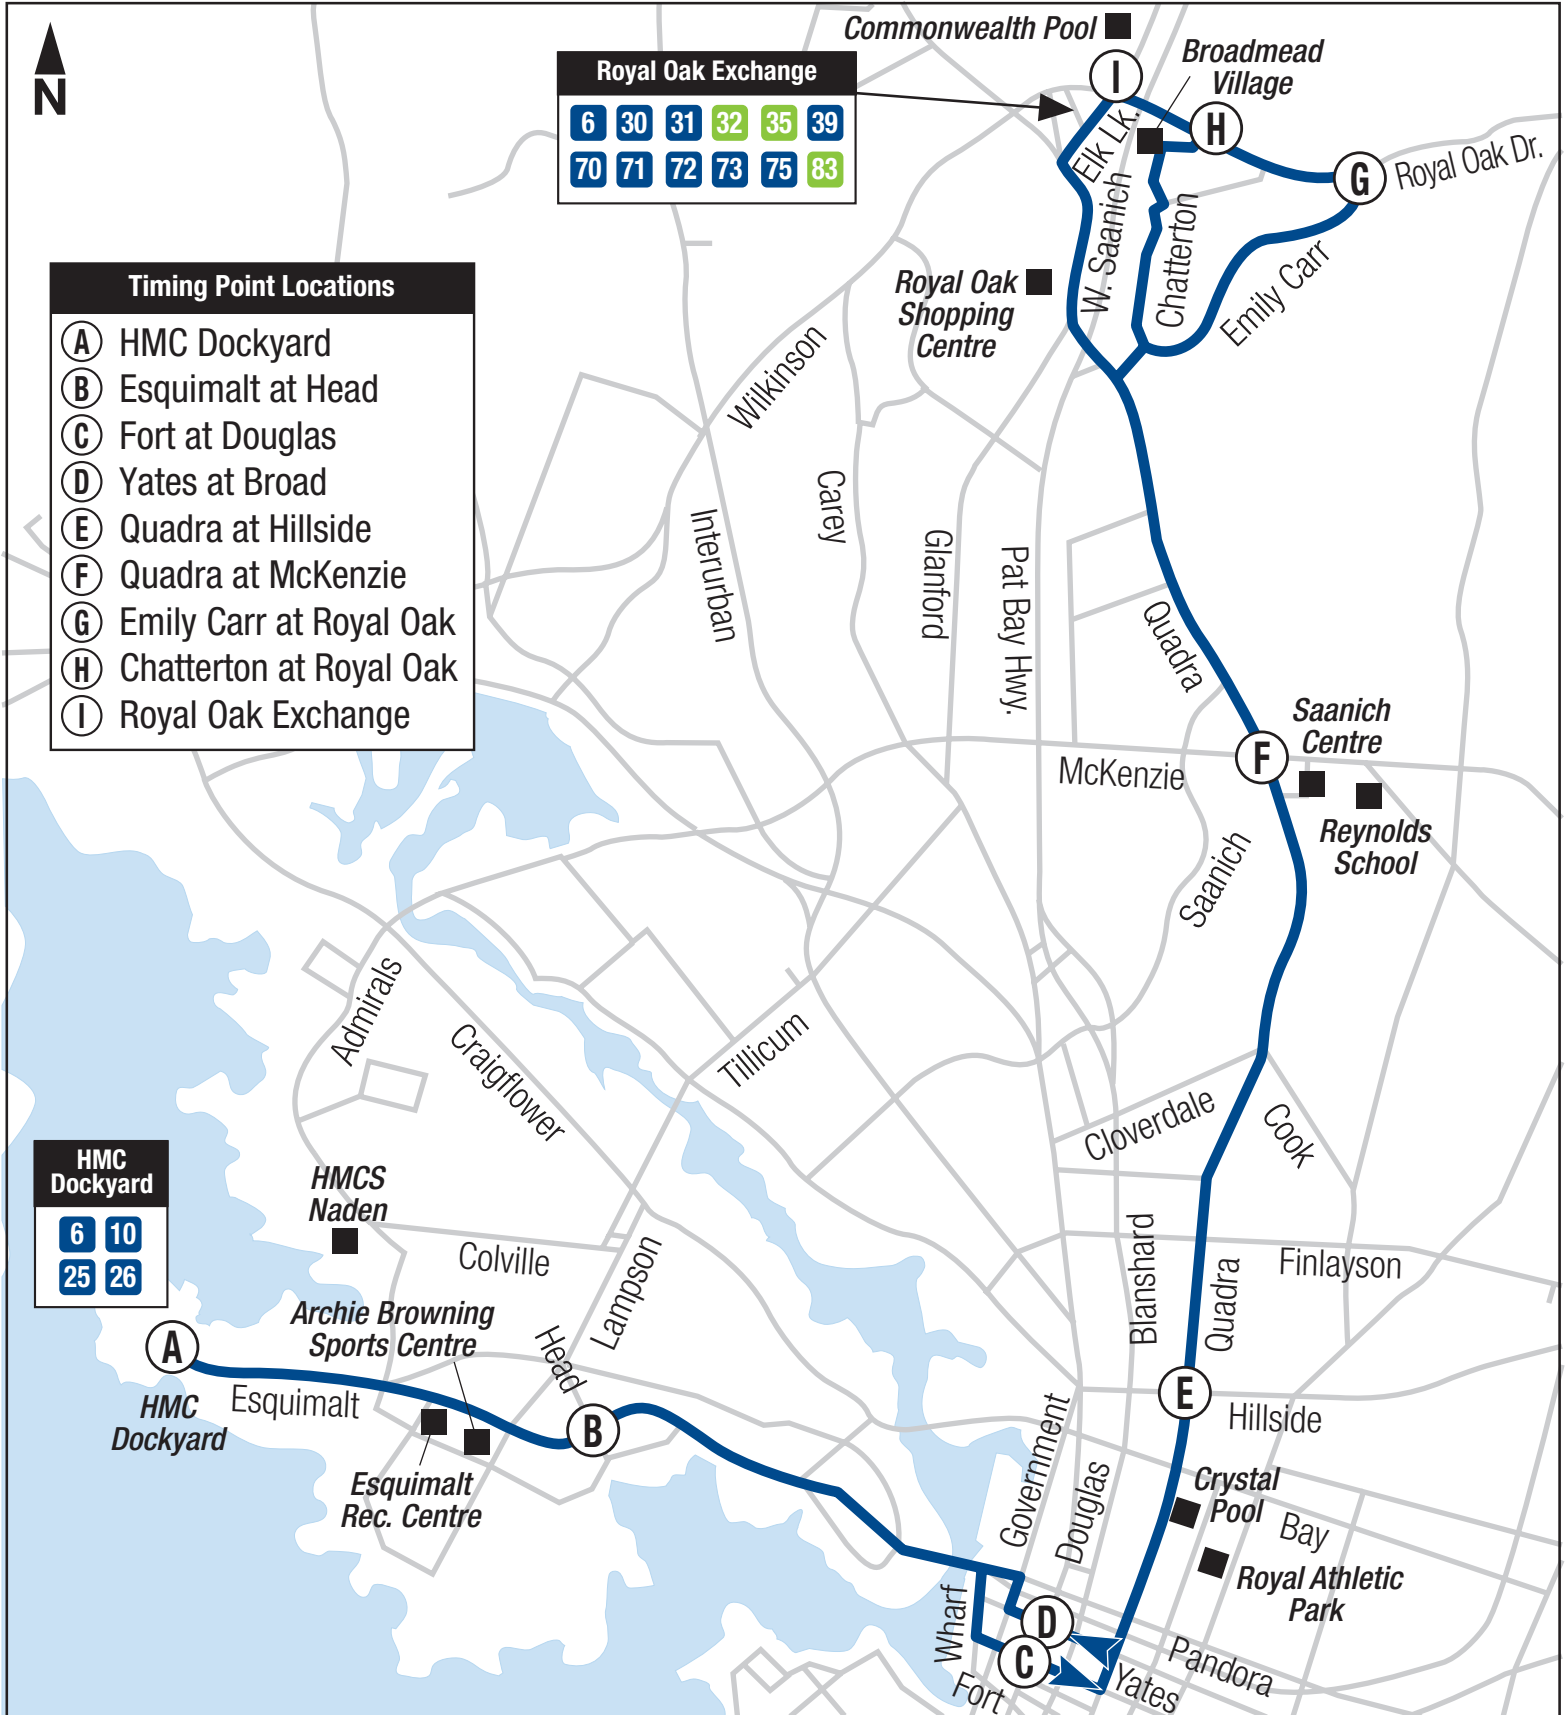 Commonwealth Pool
Broadmead
Village
N
Royal Oak Exchange
6 30 31 32 35 39
70 71 72 73 75 83
I
H
G
Elk Lk.
Royal Oak Dr.
W. Saanich
Chatterton
Emily Carr
Royal Oak
Shopping
Centre
Timing Point Locations
A HMC Dockyard
B Esquimalt at Head
C Fort at Douglas
D Yates at Broad
E Quadra at Hillside
F Quadra at McKenzie
G Emily Carr at Royal Oak
H Chatterton at Royal Oak
I Royal Oak Exchange
Wilkinson
Interurban
Carey
Glanford
Pat Bay Hwy.
Quadra
Saanich
Centre
F
McKenzie
Reynolds
School
Saanich
Admirals
Craigflower
Tillicum
Cloverdale
Cook
HMC
Dockyard
6 10
25 26
HMCS
Naden
Colville
Lampson
Blanshard
Quadra
Finlayson
Archie Browning
Sports Centre
Head
A
HMC
Dockyard
Esquimalt
B
E
Hillside
Esquimalt
Rec. Centre
Government
Douglas
Crystal
Pool
Bay
Royal Athletic
Park
Wharf
D
C
Fort
Yates
Pandora